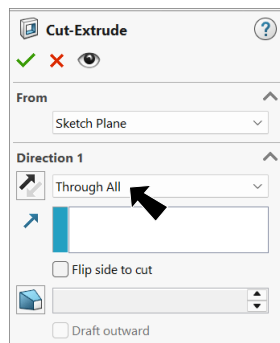 Cut-Extrude
?
From
Sketch Plane
Direction 1
Through All
Flip side to cut
Draft outward